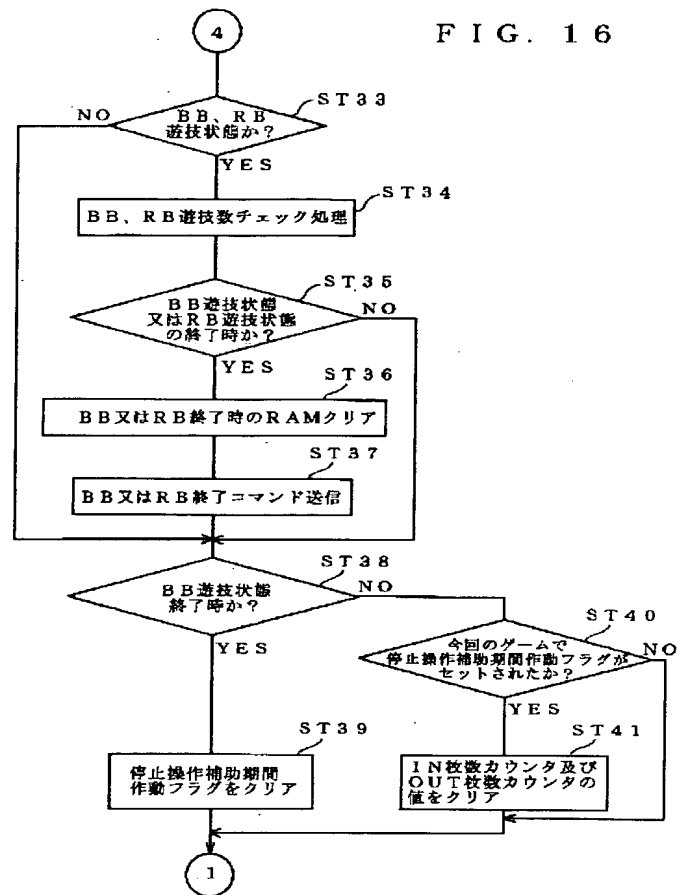 FIG. 16
4
ST33
BB、RB
遊技状態か？
NO
YES
ST34
BB、RB遊技数チェック処理
ST35
BB遊技状態
又はRB遊技状態
の終了時か？
NO
YES
ST36
BB又はRB終了時のRAMクリア
ST37
BB又はRB終了コマンド送信
ST38
BB遊技状態
終了時か？
NO
YES
ST40
今回のゲームで
停止操作補助期間作動フラグが
セットされたか？
NO
YES
ST39
停止操作補助期間
作動フラグをクリア
ST41
IN枚数カウンタ及び
OUT枚数カウンタの
値をクリア
1